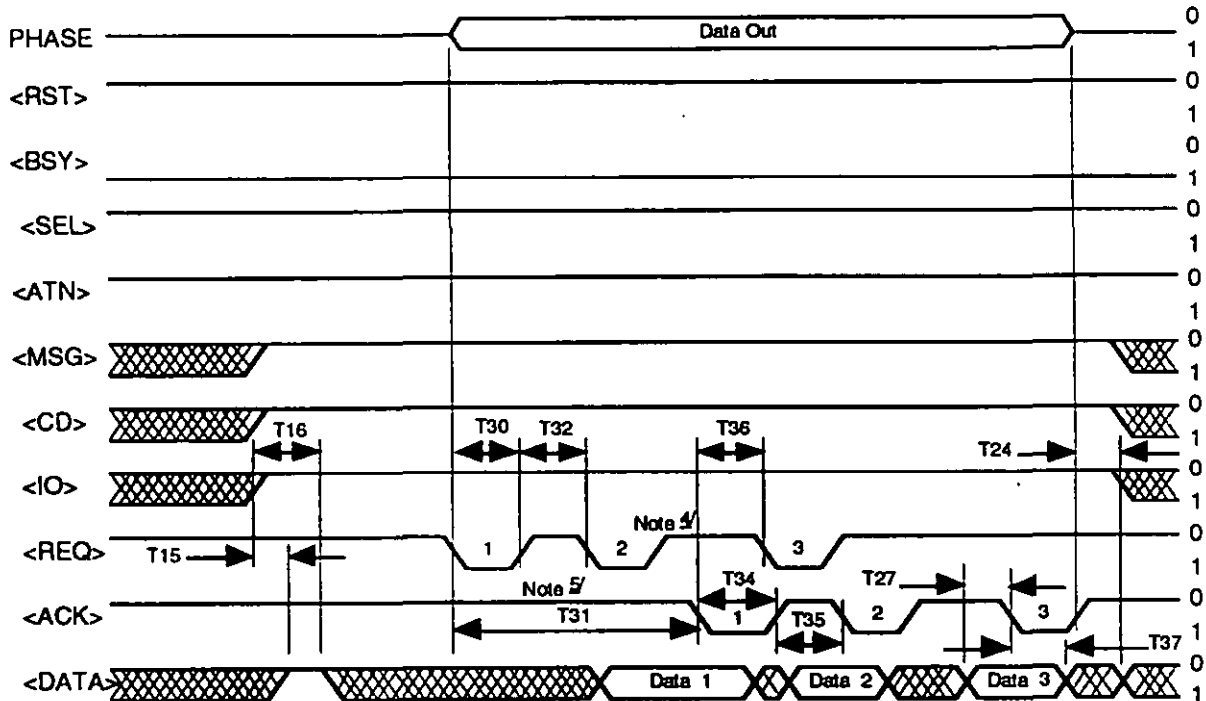 PHASE Data Out 0
1
<RST> 0
1
<BSY> 0
1
<SEL> 0
1
<ATN> 0
1
<MSG> 0
1
<CD> 0
1
T16 T30 T32 T36 T24
<IO> 0
1
Note 4/
<REQ> 1 2 3 0
1
T15 T34 T27
Note 5/
<ACK> T31 1 T35 2 3 0
1
T37
<DATA> Data 1 Data 2 Data 3 0
1